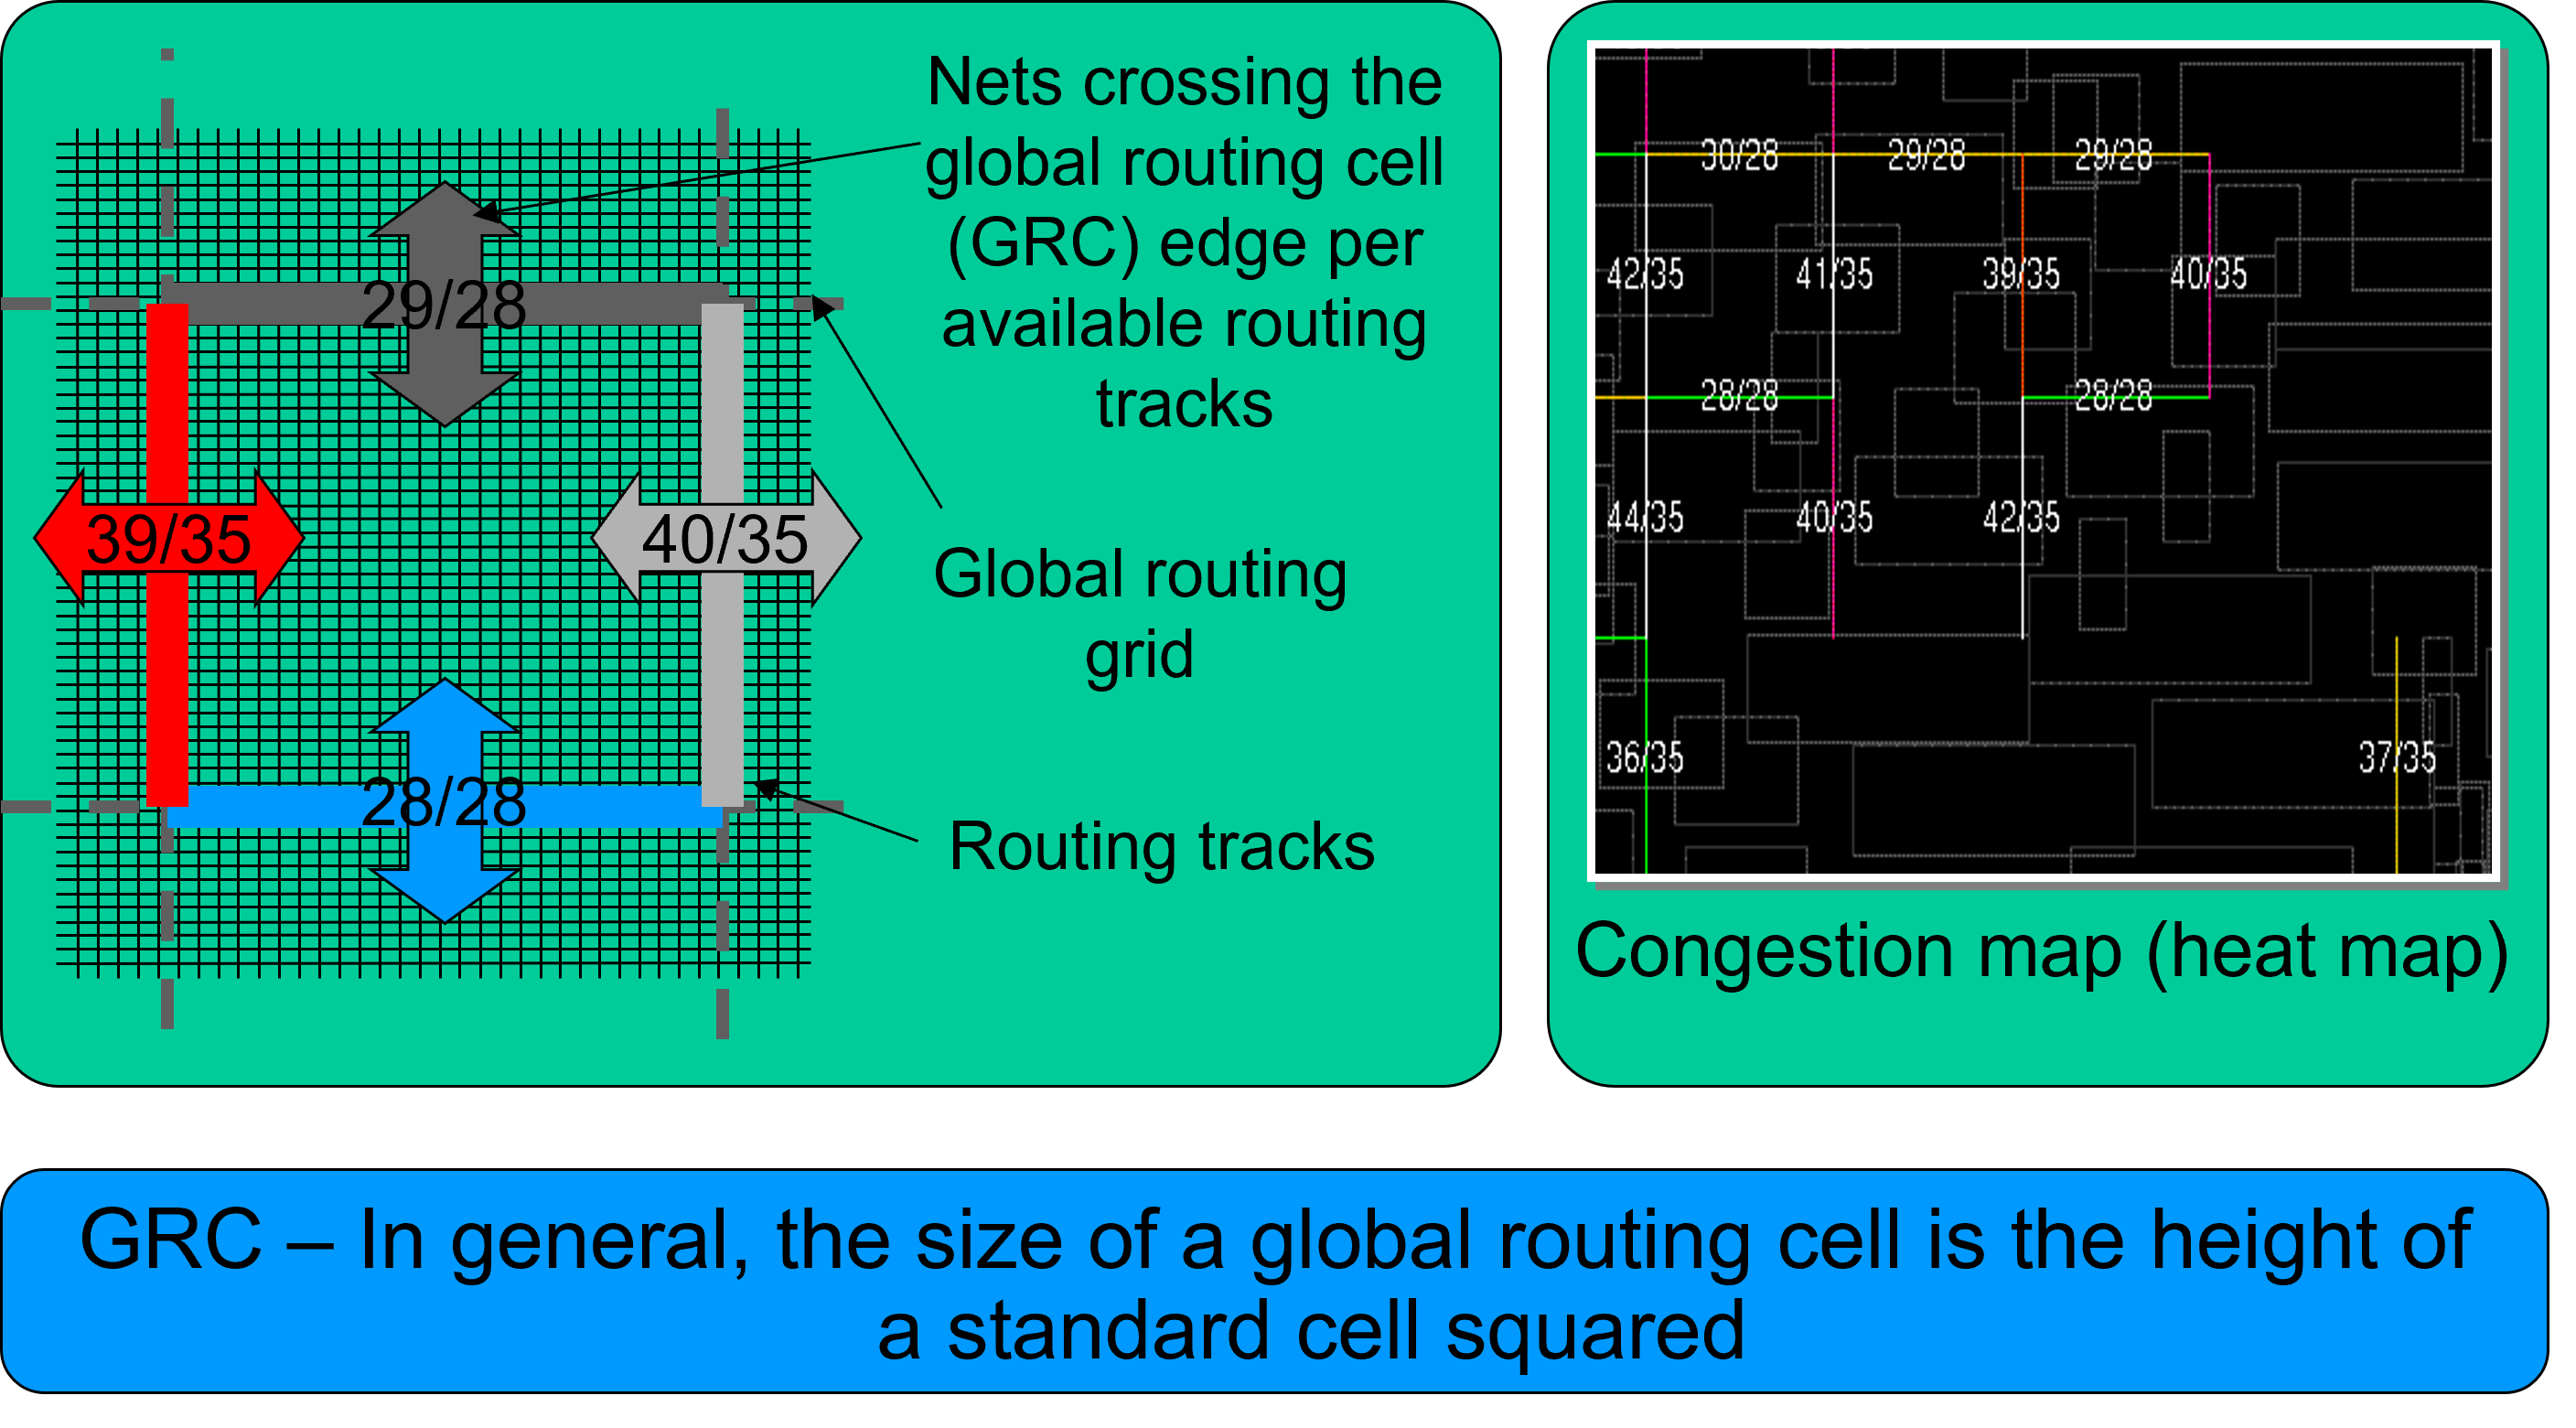 Nets crossing the
global routing cell
(GRC) edge per
available routing
tracks
29/28
39/35
40/35
Global routing
grid
28/28
Routing tracks
30/28
29/28
29/28
42/35
41/35
39/35
40/35
28/28
28/28
44/35
40/35
42/35
36/35
37/35
Congestion map (heat map)
GRC – In general, the size of a global routing cell is the height of
a standard cell squared